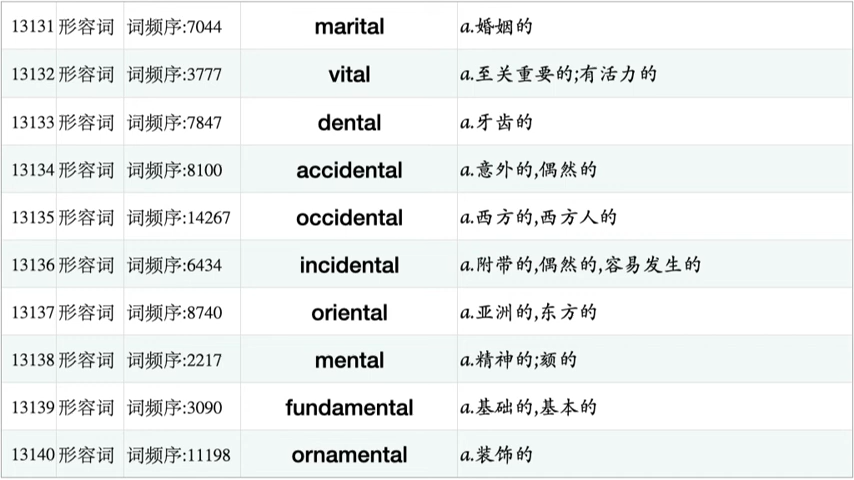 13131 形容词 词频序:7044 marital a.婚姻的
13132 形容词 词频序:3777 vital a.至关重要的;有活力的
13133 形容词 词频序:7847 dental a.牙齿的
13134 形容词 词频序:8100 accidental a.意外的,偶然的
13135 形容词 词频序:14267 occidental a.西方的,西方人的
13136 形容词 词频序:6434 incidental a.附带的,偶然的,容易发生的
13137 形容词 词频序:8740 oriental a.亚洲的,东方的
13138 形容词 词频序:2217 mental a.精神的;颏的
13139 形容词 词频序:3090 fundamental a.基础的,基本的
13140 形容词 词频序:11198 ornamental a.装饰的